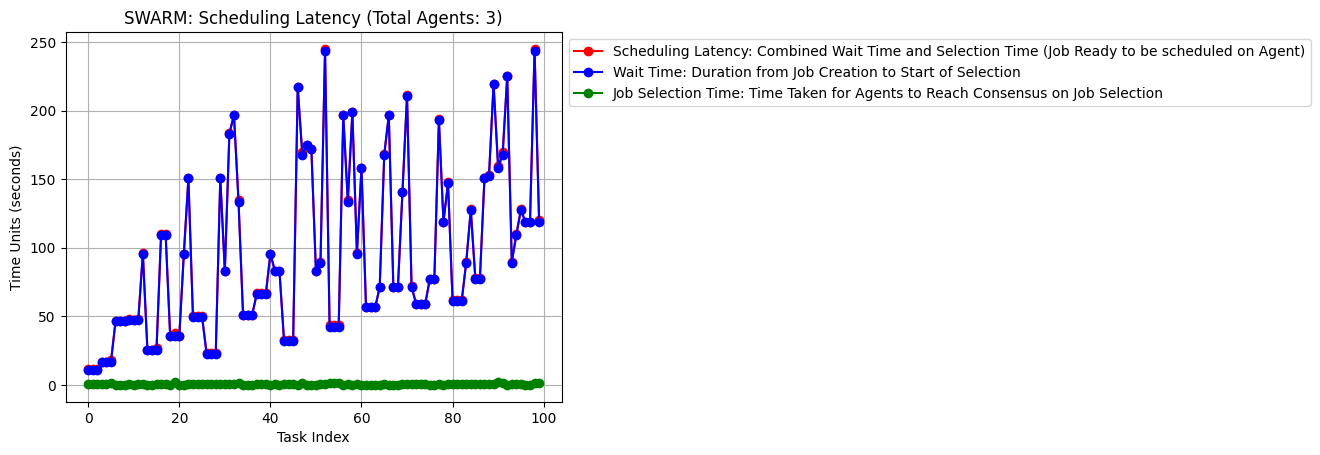 SWARM: Scheduling Latency (Total Agents: 3)
Scheduling Latency: Combined Wait Time and Selection Time (Job Ready to be scheduled on Agent)
Wait Time: Duration from Job Creation to Start of Selection
Job Selection Time: Time Taken for Agents to Reach Consensus on Job Selection
Time Units (seconds)
250
200
150
100
50
0
0 20 40 60 80 100
Task Index